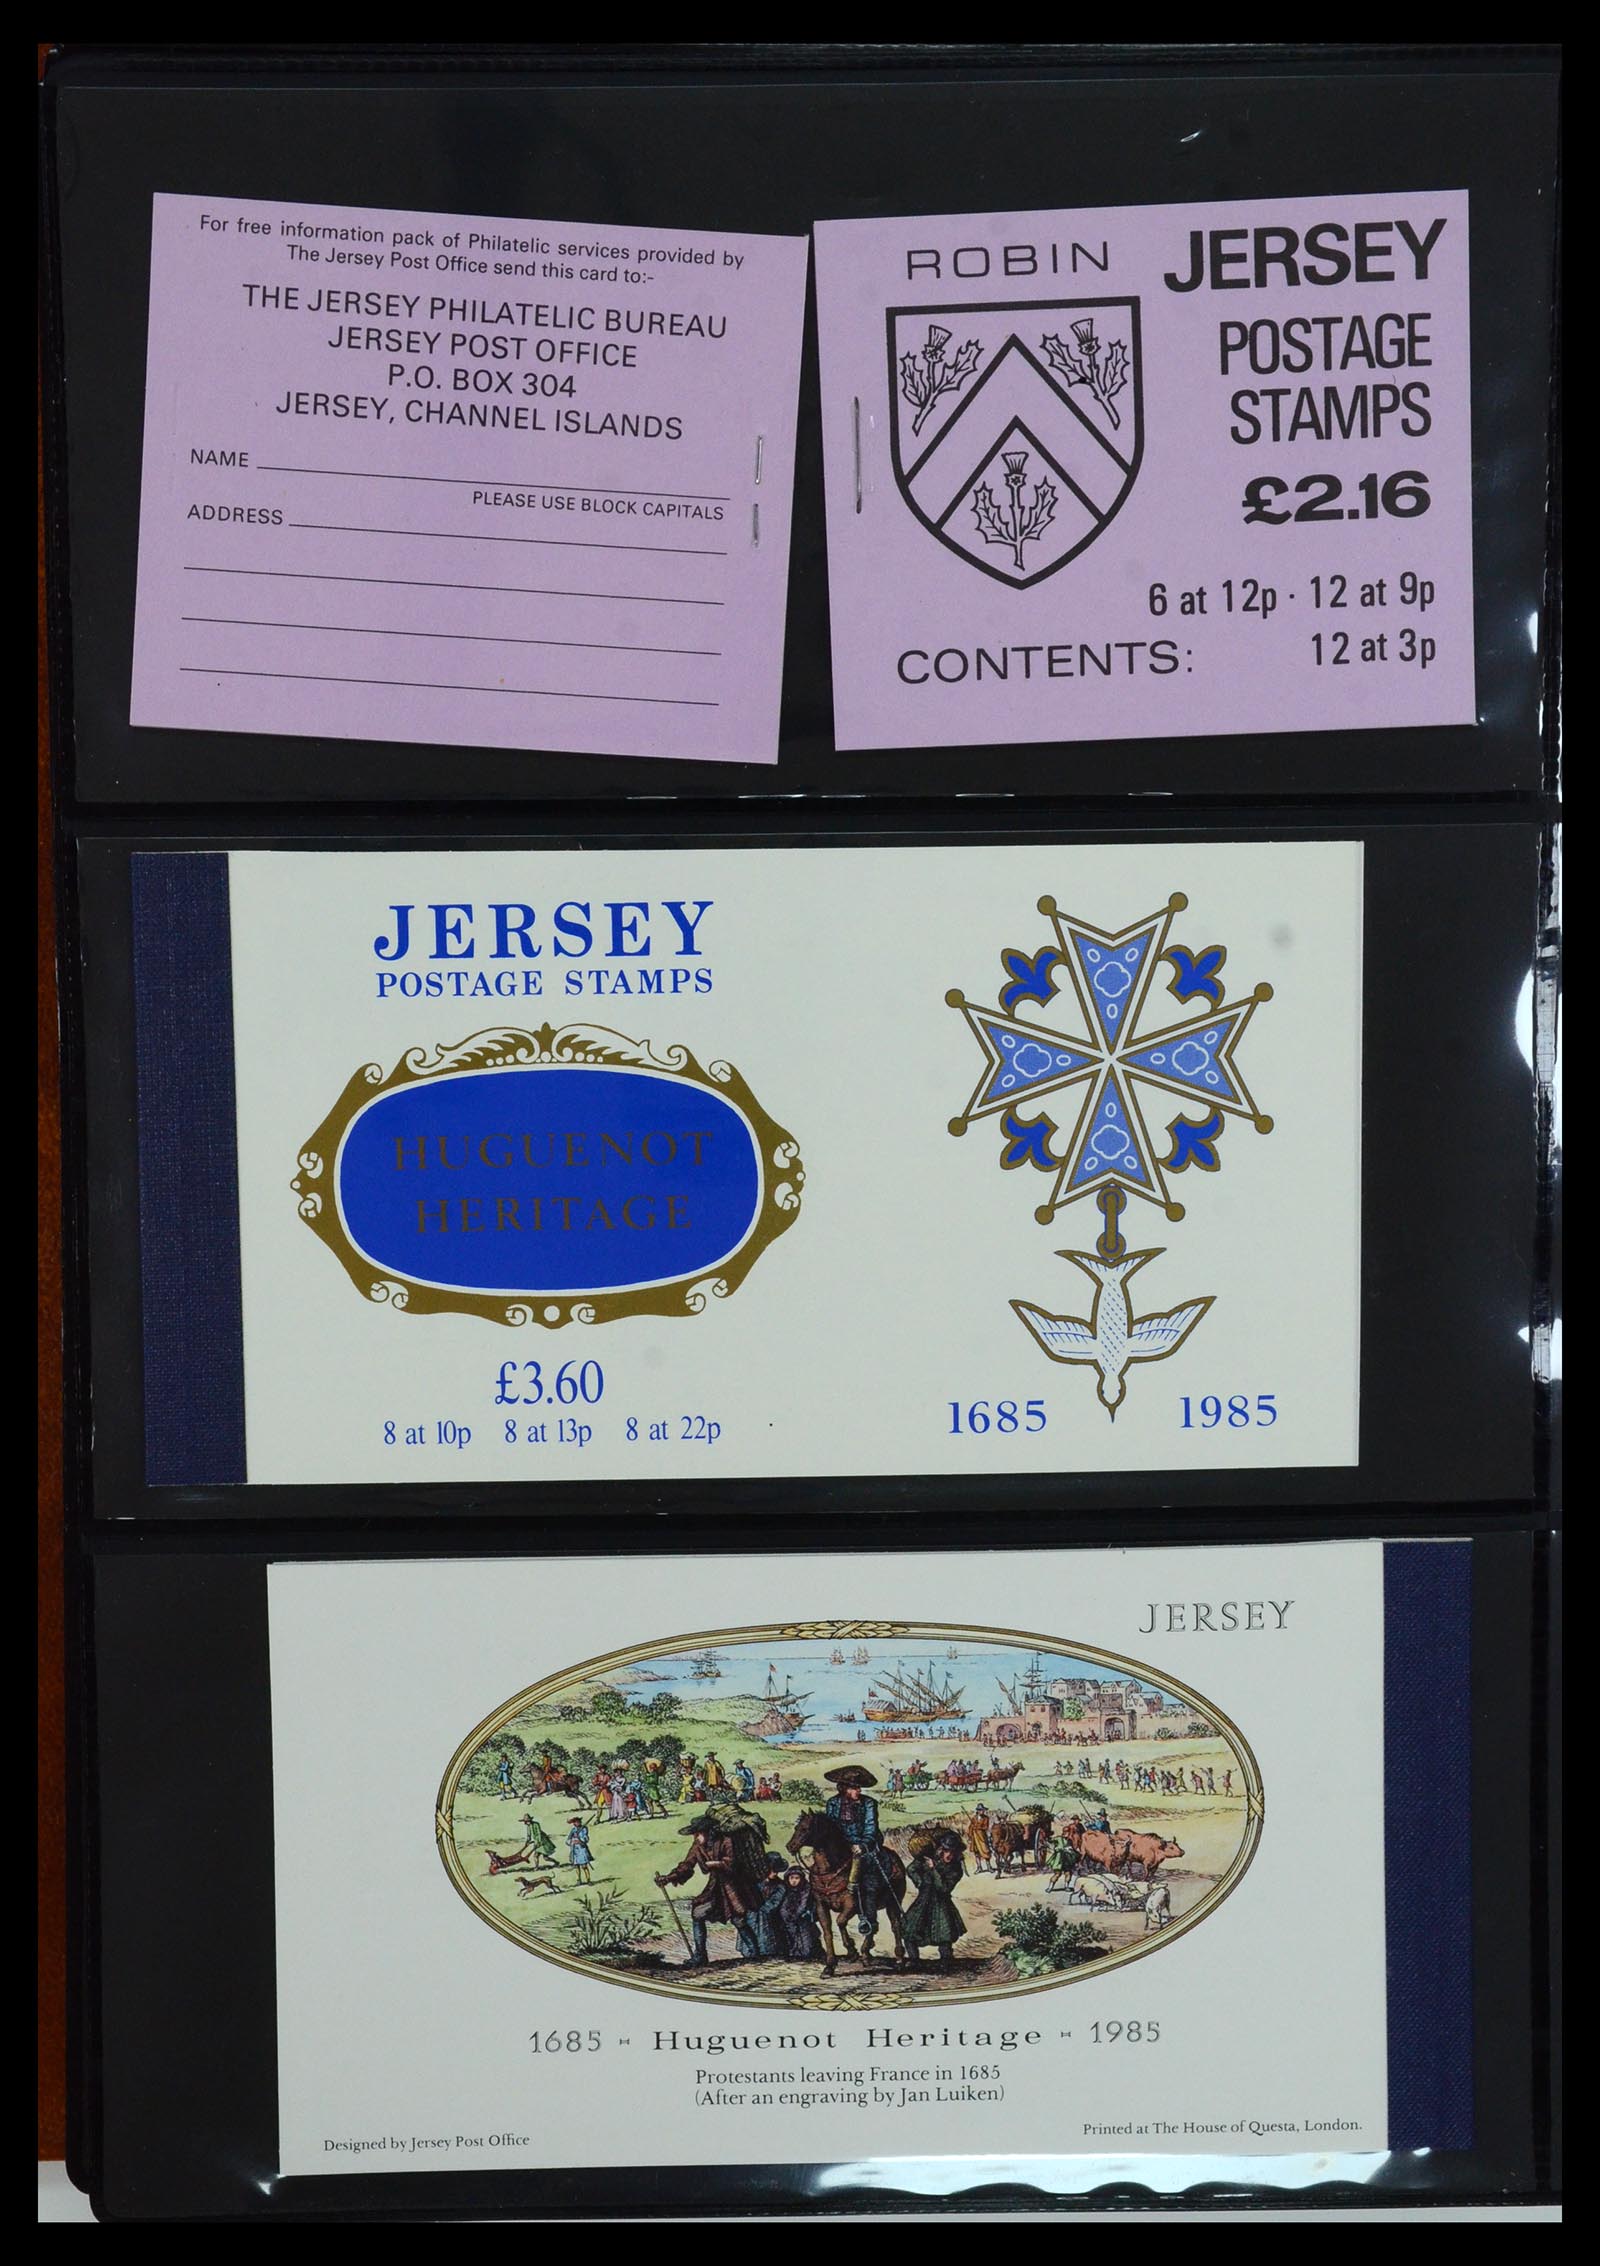 For free information pack of Philatelic services provided by
The Jersey Post Office send this card to:-
THE JERSEY PHILATELIC BUREAU
JERSEY POST OFFICE
P.O. BOX 304
JERSEY, CHANNEL ISLANDS
NAME
PLEASE USE BLOCK CAPITALS
ADDRESS
ROBIN
JERSEY
POSTAGE
STAMPS
£2.16
6 at 12p · 12 at 9p
CONTENTS: 12 at 3p
JERSEY
POSTAGE STAMPS
HUGUENOT
HERITAGE
£3.60
8 at 10p 8 at 13p 8 at 22p
1685 1985
JERSEY
1685 - Huguenot Heritage - 1985
Protestants leaving France in 1685
(After an engraving by Jan Luiken)
Designed by Jersey Post Office
Printed at The House of Questa, London.